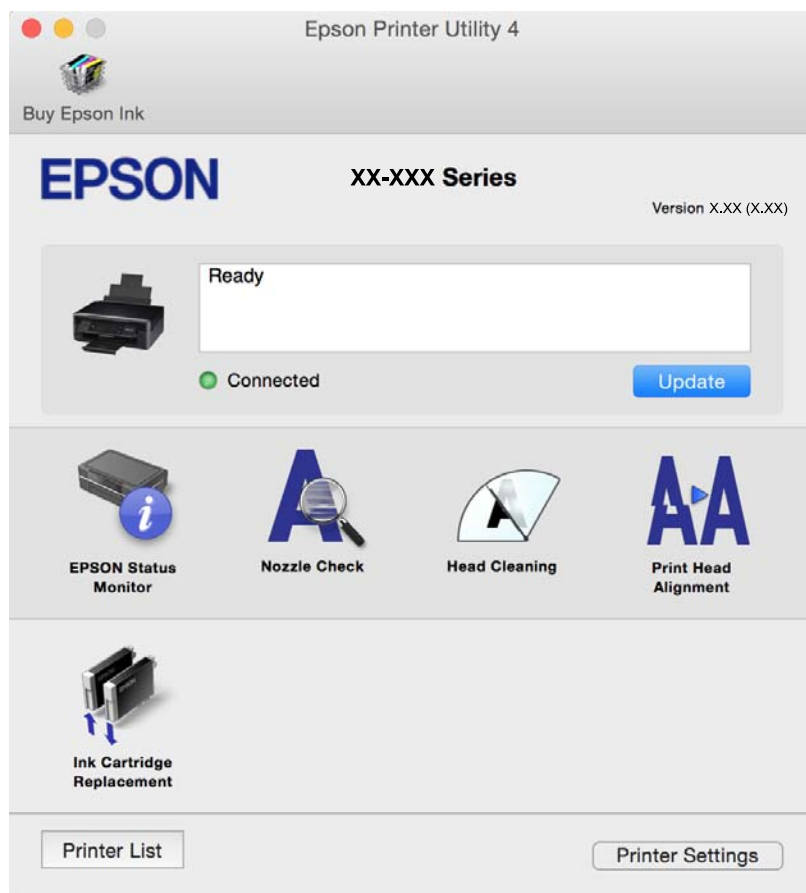 Epson Printer Utility 4
Buy Epson Ink
EPSON
XX-XXX Series
Version X.XX (X.XX)
Ready
Connected
Update
EPSON Status
Monitor
Nozzle Check
Head Cleaning
Print Head
Alignment
Ink Cartridge
Replacement
Printer List
Printer Settings